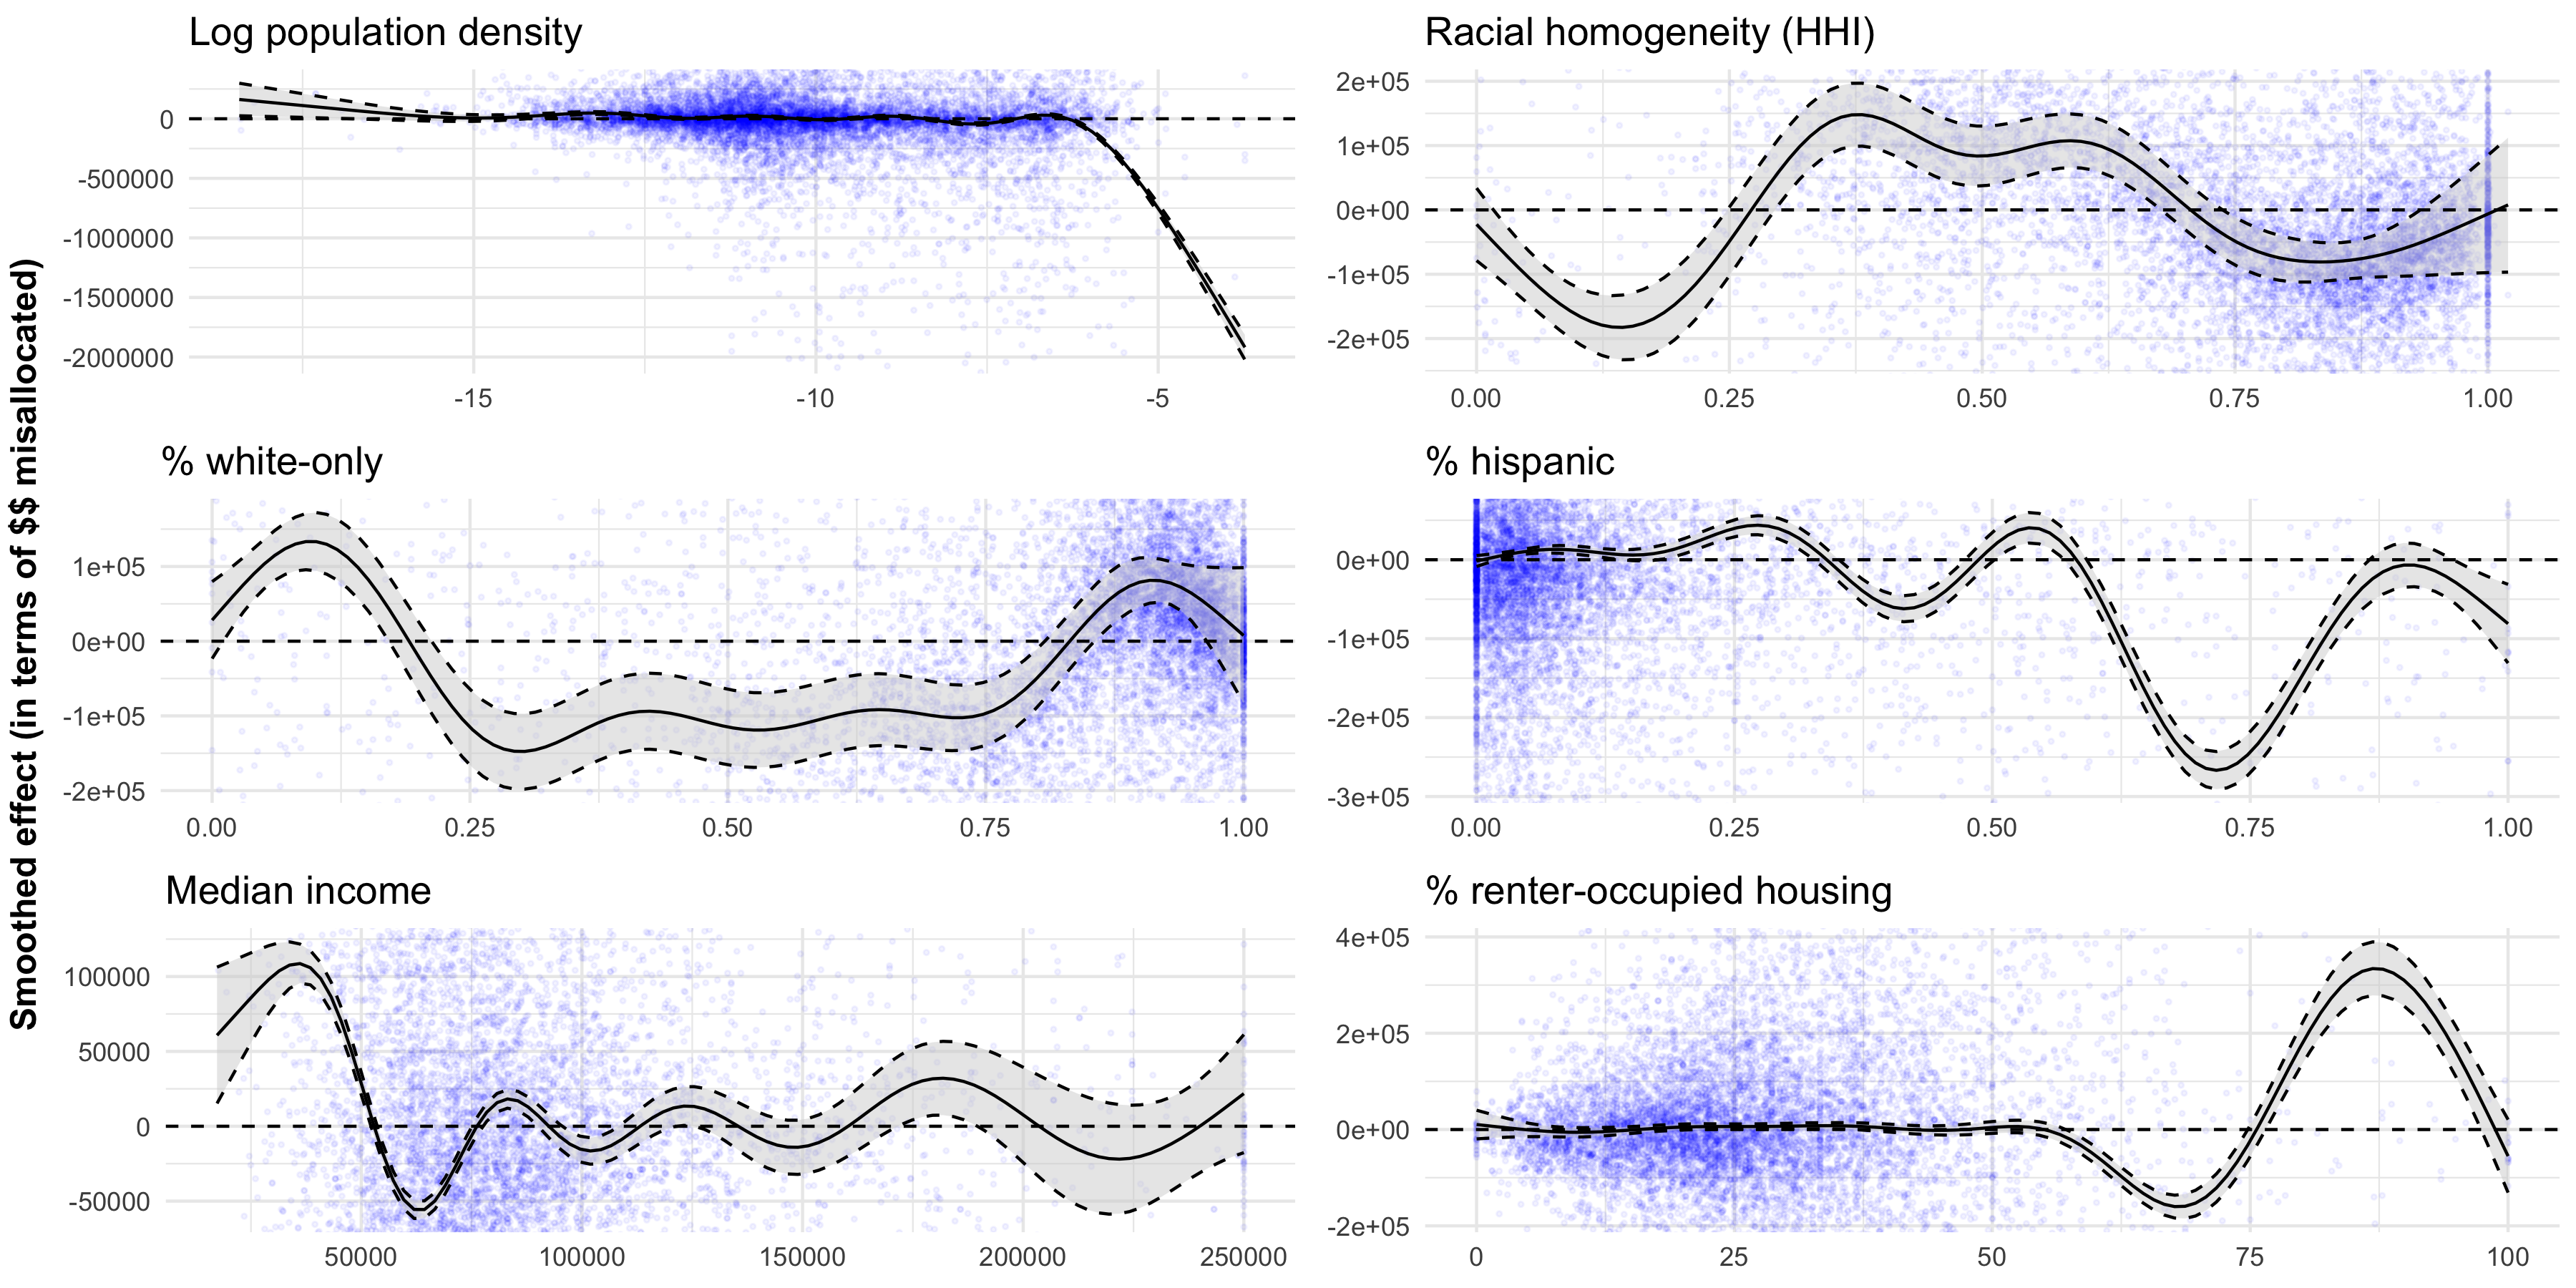 Smoothed effect (in terms of $$ misallocated)
Log population density
0
-500000
-1000000
-1500000
-2000000
-15 -10 -5
Racial homogeneity (HHI)
2e+05
1e+05
0e+00
-1e+05
-2e+05
0.00 0.25 0.50 0.75 1.00
% white-only
1e+05
0e+00
-1e+05
-2e+05
0.00 0.25 0.50 0.75 1.00
% hispanic
0e+00
-1e+05
-2e+05
-3e+05
0.00 0.25 0.50 0.75 1.00
Median income
100000
50000
0
-50000
50000 100000 150000 200000 250000
% renter-occupied housing
4e+05
2e+05
0e+00
-2e+05
0 25 50 75 100